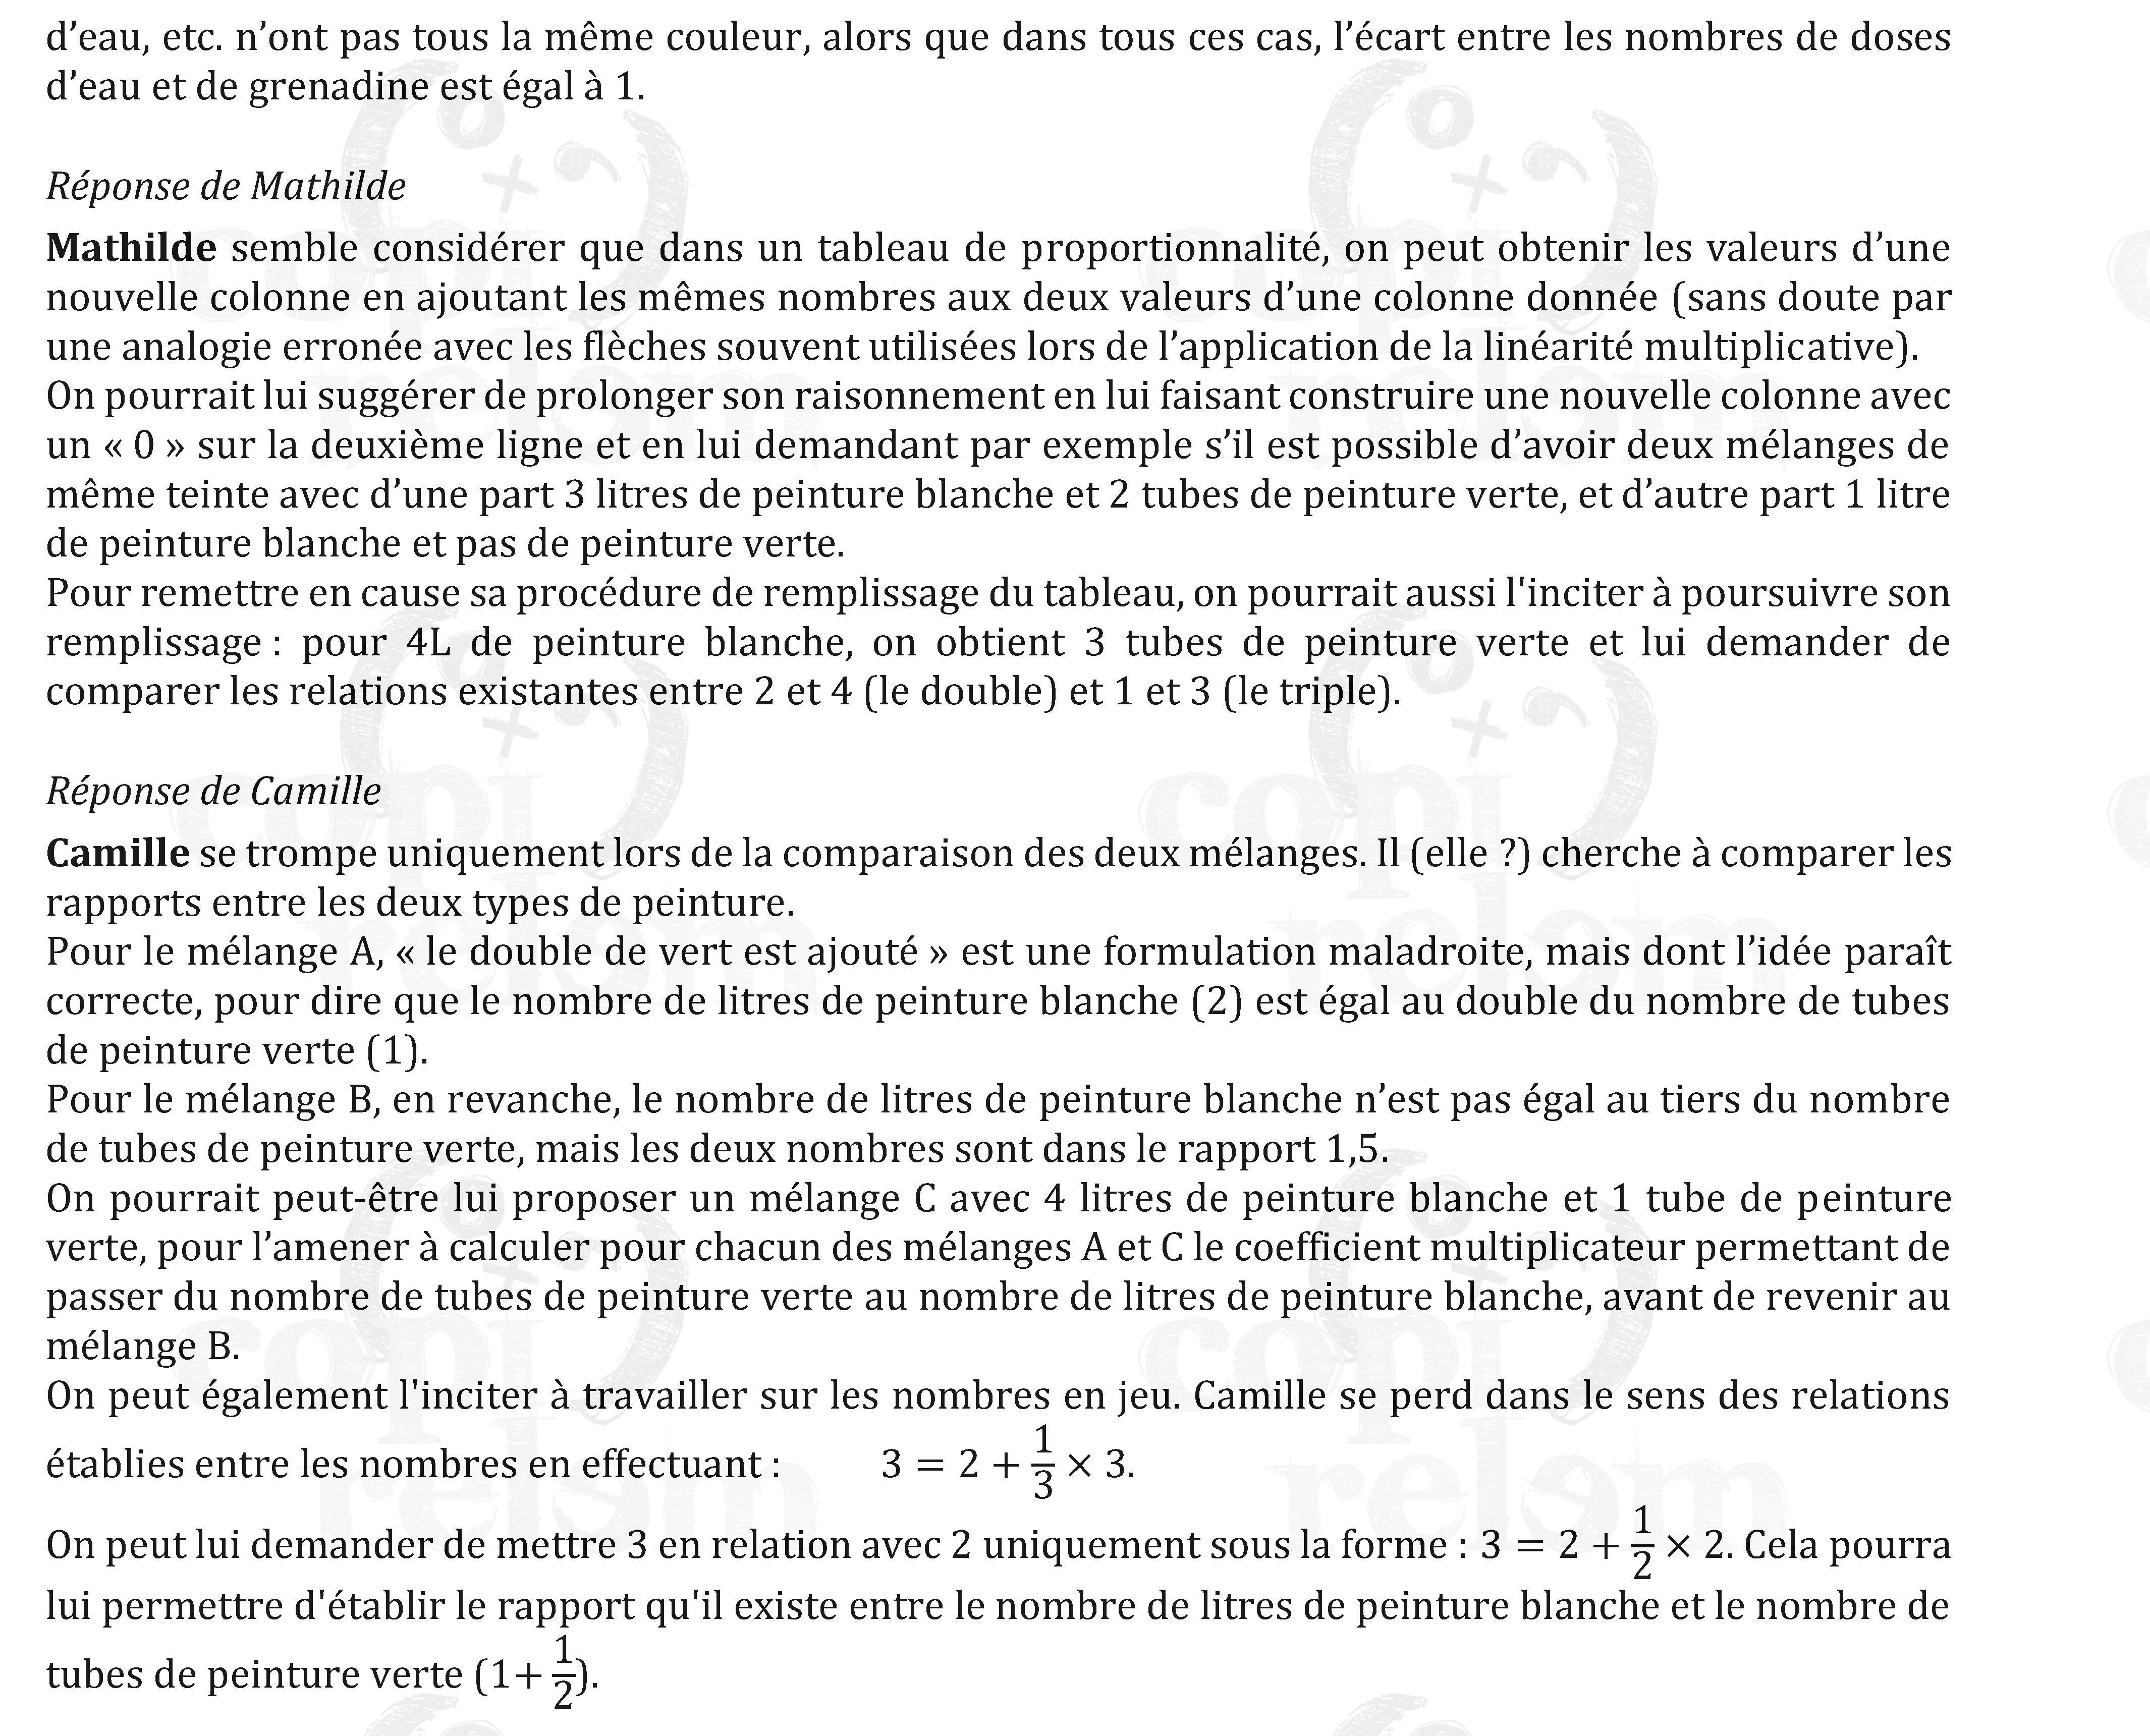 d’eau, etc. n’ont pas tous la même couleur, alors que dans tous ces cas, l’écart entre les nombres de doses
d’eau et de grenadine est égal à 1.
Réponse de Mathilde
Mathilde semble considérer que dans un tableau de proportionnalité, on peut obtenir les valeurs d’une
nouvelle colonne en ajoutant les mêmes nombres aux deux valeurs d’une colonne donnée (sans doute par
une analogie erronée avec les flèches souvent utilisées lors de l’application de la linéarité multiplicative).
On pourrait lui suggérer de prolonger son raisonnement en lui faisant construire une nouvelle colonne avec
un « 0 » sur la deuxième ligne et en lui demandant par exemple s’il est possible d’avoir deux mélanges de
même teinte avec d’une part 3 litres de peinture blanche et 2 tubes de peinture verte, et d’autre part 1 litre
de peinture blanche et pas de peinture verte.
Pour remettre en cause sa procédure de remplissage du tableau, on pourrait aussi l'inciter à poursuivre son
remplissage : pour 4L de peinture blanche, on obtient 3 tubes de peinture verte et lui demander de
comparer les relations existantes entre 2 et 4 (le double) et 1 et 3 (le triple).
Réponse de Camille
Camille se trompe uniquement lors de la comparaison des deux mélanges. Il (elle ?) cherche à comparer les
rapports entre les deux types de peinture.
Pour le mélange A, « le double de vert est ajouté » est une formulation maladroite, mais dont l’idée paraît
correcte, pour dire que le nombre de litres de peinture blanche (2) est égal au double du nombre de tubes
de peinture verte (1).
Pour le mélange B, en revanche, le nombre de litres de peinture blanche n’est pas égal au tiers du nombre
de tubes de peinture verte, mais les deux nombres sont dans le rapport 1,5.
On pourrait peut-être lui proposer un mélange C avec 4 litres de peinture blanche et 1 tube de peinture
verte, pour l’amener à calculer pour chacun des mélanges A et C le coefficient multiplicateur permettant de
passer du nombre de tubes de peinture verte au nombre de litres de peinture blanche, avant de revenir au
mélange B.
On peut également l'inciter à travailler sur les nombres en jeu. Camille se perd dans le sens des relations
établies entre les nombres en effectuant : 3 = 2 + 1/3 × 3.
On peut lui demander de mettre 3 en relation avec 2 uniquement sous la forme : 3 = 2 + 1/2 × 2. Cela pourra
lui permettre d'établir le rapport qu'il existe entre le nombre de litres de peinture blanche et le nombre de
tubes de peinture verte (1+ 1/2).